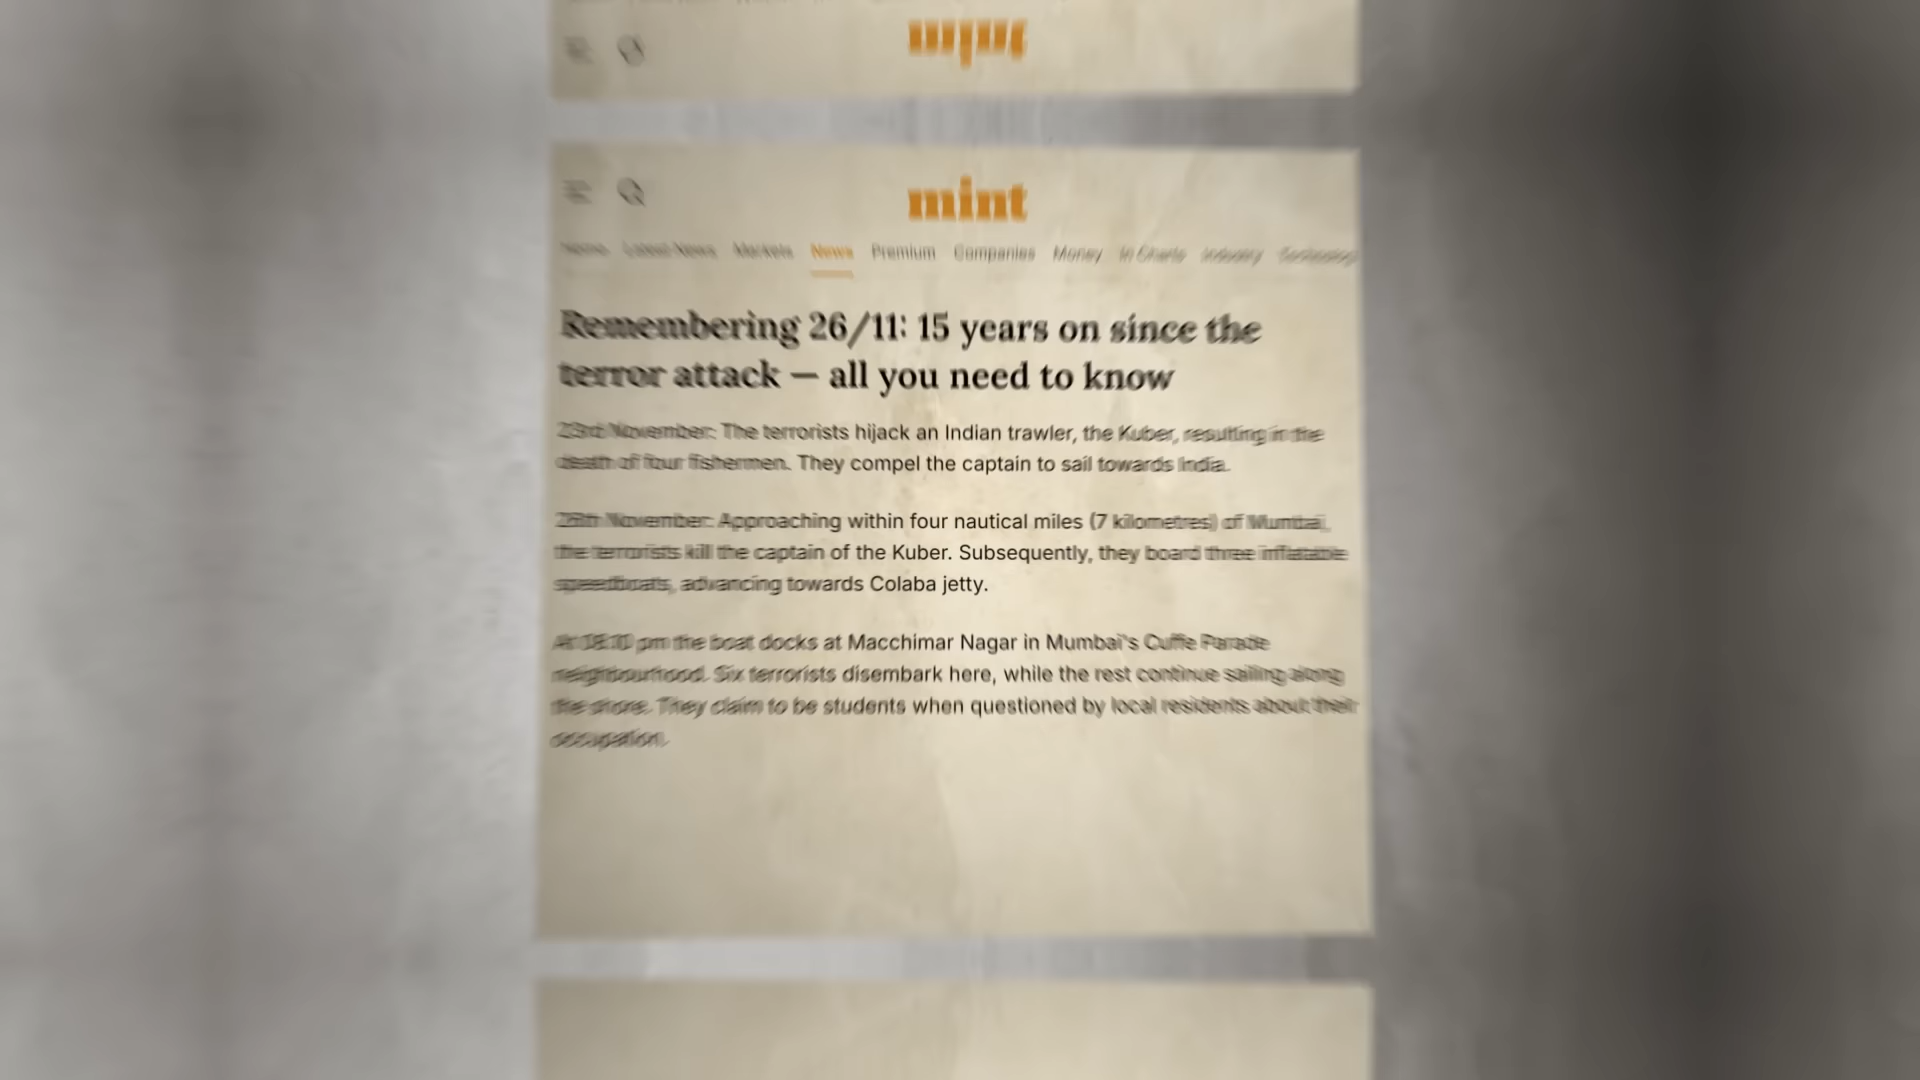 mint
Home Latest News Markets News Premium Companies Money In Charts Industry Technology
Remembering 26/11: 15 years on since the
terror attack — all you need to know
23rd November: The terrorists hijack an Indian trawler, the Kuber, resulting in the
death of four fishermen. They compel the captain to sail towards India.
November: Approaching within four nautical miles (7 kilometres) of Mumbai,
the terrorists kill the captain of the Kuber. Subsequently, they board three inflatable
speedboats, advancing towards Colaba jetty.
At pm the boat docks at Macchimar Nagar in Mumbai's Cuffe Parade
neighbourhood. Six terrorists disembark here, while the rest continue sailing along
the shore. They claim to be students when questioned by local residents about their
occupation.